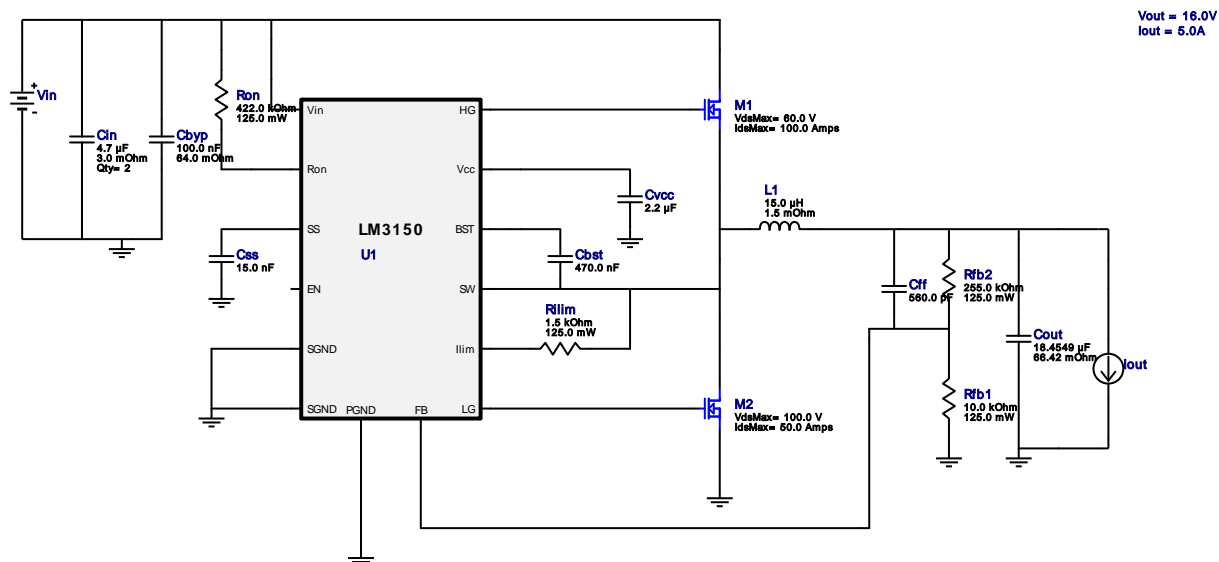 Vout = 16.0V
Iout = 5.0A
Vin
Cin
4.7 µF
3.0 mOhm
Qty= 2
Cbyp
100.0 nF
64.0 mOhm
Ron
422.0 kOhm
125.0 mW
Vin
Ron
SS
EN
SGND
SGND
PGND
FB
LM3150
U1
HG
Vcc
BST
SW
Ilim
LG
Css
15.0 nF
Cvcc
2.2 µF
Cbst
470.0 nF
Rilim
1.5 kOhm
125.0 mW
M1
VdsMax= 60.0 V
IdsMax= 100.0 Amps
M2
VdsMax= 100.0 V
IdsMax= 50.0 Amps
L1
15.0 µH
1.5 mOhm
Cff
560.0 pF
Rfb2
255.0 kOhm
125.0 mW
Rfb1
10.0 kOhm
125.0 mW
Cout
18.4549 µF
66.42 mOhm
Iout